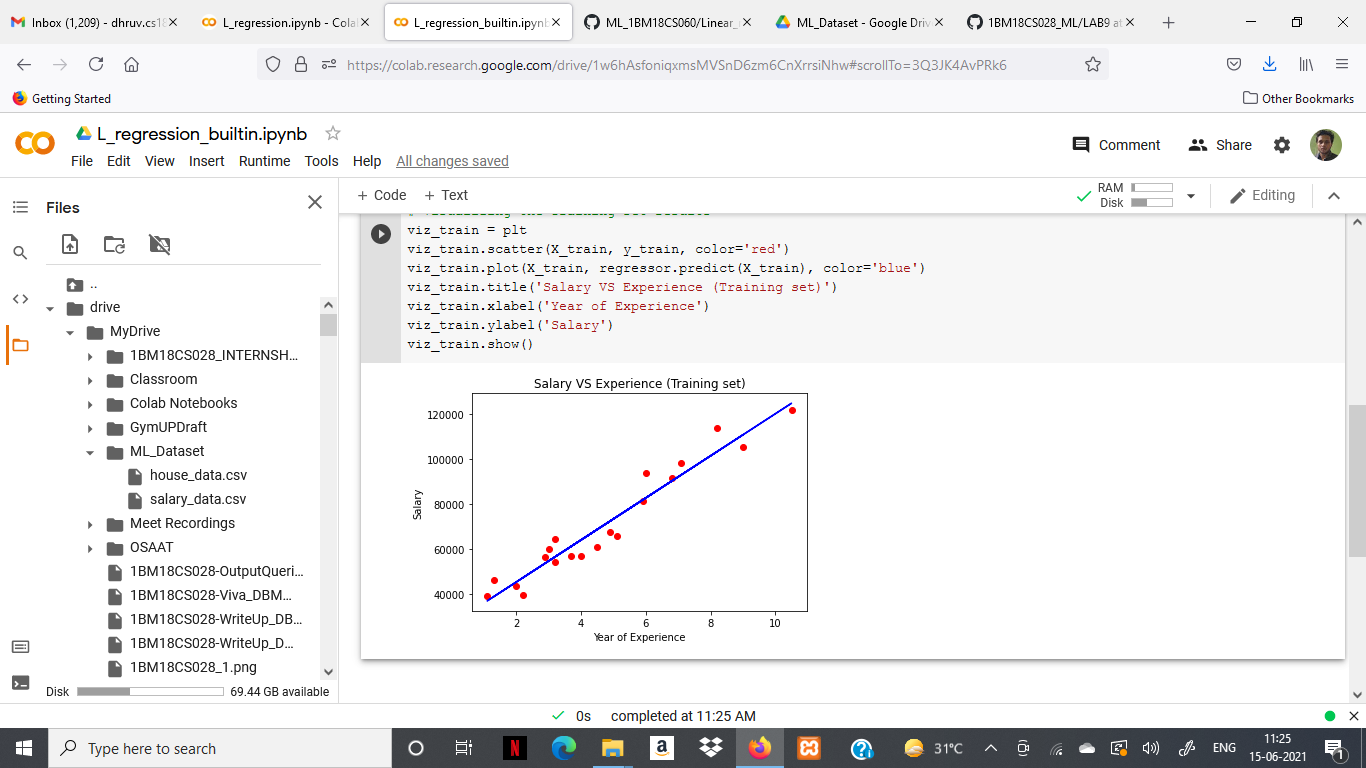 Inbox (1,209) - dhruv.cs18
L_regression.ipynb - Colab
L_regression_builtin.ipynb
ML_1BM18CS060/Linear_
ML_Dataset - Google Driv
1BM18CS028_ML/LAB9 at
https://colab.research.google.com/drive/1w6hAsfoniqxmsMVSnD6zm6CnXrrsiNhw#scrollTo=3Q3JK4AvPRk6
Getting Started
Other Bookmarks
L_regression_builtin.ipynb
File Edit View Insert Runtime Tools Help All changes saved
Comment
Share
Files
+ Code + Text
RAM
Disk
Editing
..
drive
MyDrive
1BM18CS028_INTERNSH...
Classroom
Colab Notebooks
GymUPDraft
ML_Dataset
house_data.csv
salary_data.csv
Meet Recordings
OSAAT
1BM18CS028-OutputQueri...
1BM18CS028-Viva_DBM...
1BM18CS028-WriteUp_DB...
1BM18CS028-WriteUp_D...
1BM18CS028_1.png
Disk
69.44 GB available
viz_train = plt
viz_train.scatter(X_train, y_train, color='red')
viz_train.plot(X_train, regressor.predict(X_train), color='blue')
viz_train.title('Salary VS Experience (Training set)')
viz_train.xlabel('Year of Experience')
viz_train.ylabel('Salary')
viz_train.show()
Salary VS Experience (Training set)
120000
100000
80000
60000
40000
Salary
2 4 6 8 10
Year of Experience
0s completed at 11:25 AM
Type here to search
31°C
ENG
11:25
15-06-2021
1